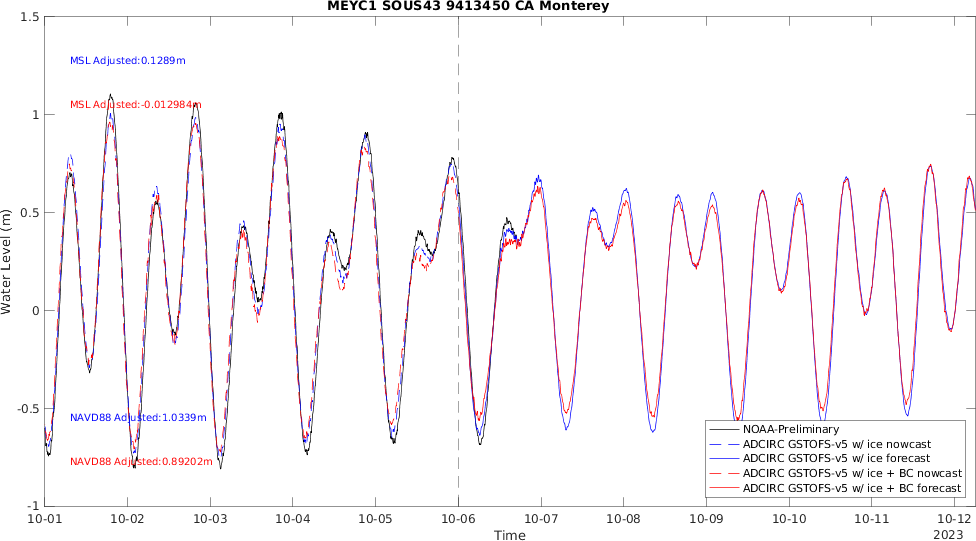 MEYC1 SOUS43 9413450 CA Monterey
1.5
MSL Adjusted:0.1289m
MSL Adjusted:-0.012984m
1
0.5
Water Level (m)
0
-0.5
NAVD88 Adjusted:1.0339m
NAVD88 Adjusted:0.89202m
NOAA-Preliminary
ADCIRC GSTOFS-v5 w/ ice nowcast
ADCIRC GSTOFS-v5 w/ ice forecast
ADCIRC GSTOFS-v5 w/ ice + BC nowcast
ADCIRC GSTOFS-v5 w/ ice + BC forecast
-1
10-01 10-02 10-03 10-04 10-05 10-06 10-07 10-08 10-09 10-10 10-11 10-12
Time
2023